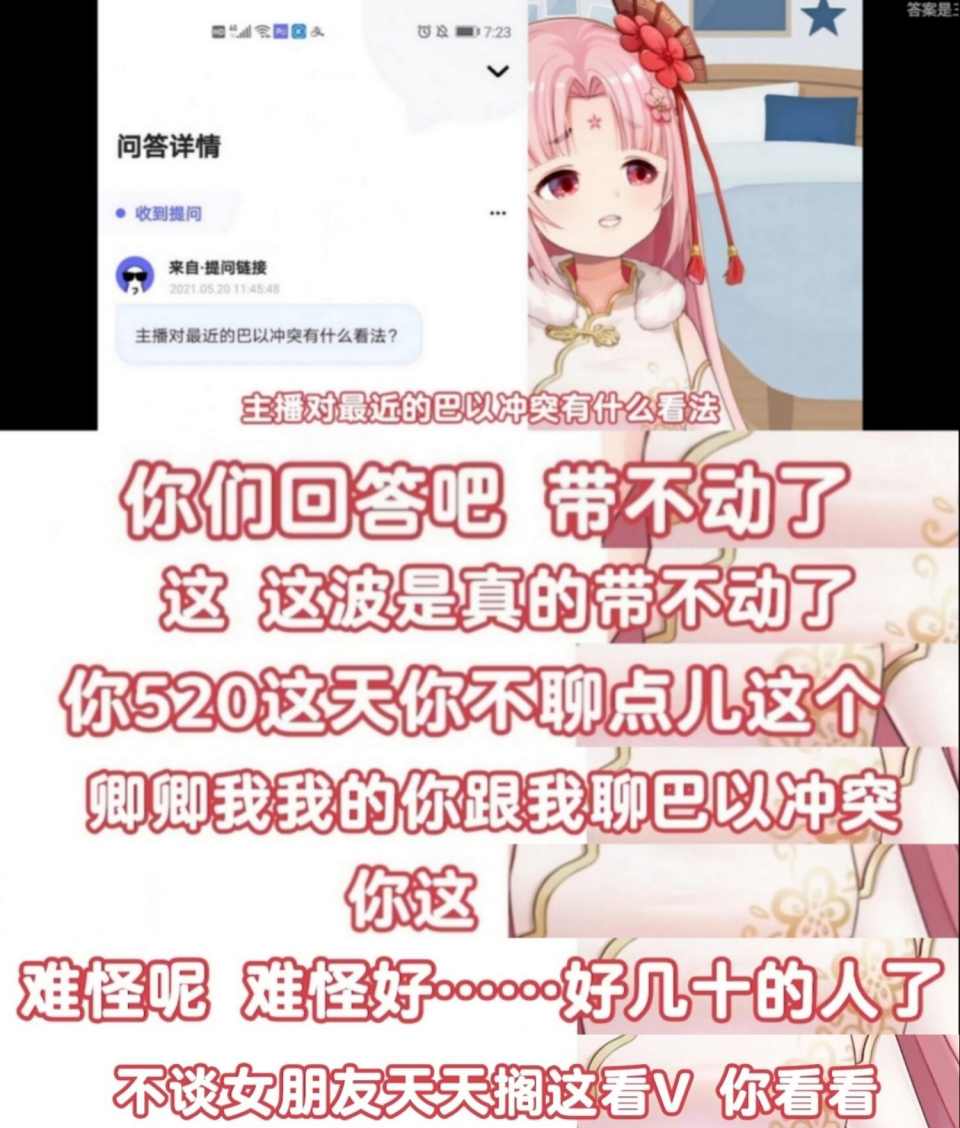 答案是三
7:23
问答详情
收到提问
来自·提问链接
2021.05.20 11:45:48
主播对最近的巴以冲突有什么看法?
主播对最近的巴以冲突有什么看法
你们回答吧 带不动了
这 这波是真的带不动了
你520这天你不聊点儿这个
卿卿我我的你跟我聊巴以冲突
你这
难怪呢 难怪好……好几十的人了
不谈女朋友天天搁这看V 你看看